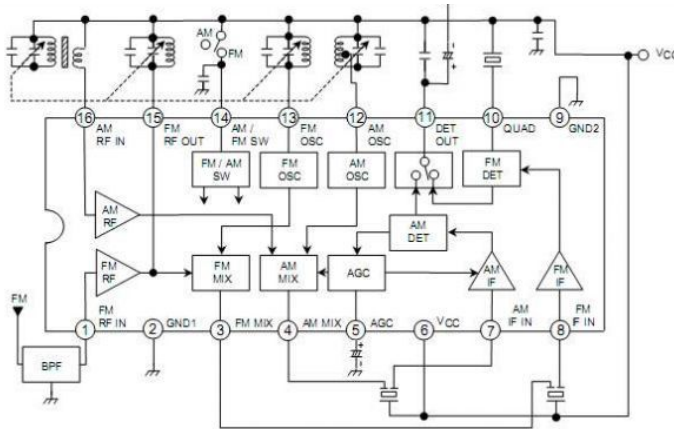 AM
FM
VCC
16 15 14 13 12 11 10 9
AM RF IN
FM RF OUT
AM / FM SW
FM OSC
AM OSC
DET OUT
QUAD
GND2
FM / AM SW
FM OSC
AM OSC
FM DET
AM RF
AM DET
FM RF
FM MIX
AM MIX
AGC
AM IF
FM IF
FM
FM RF IN
GND1
FM MIX
AM MIX
AGC
VCC
AM IF IN
FM IF IN
1 2 3 4 5 6 7 8
BPF